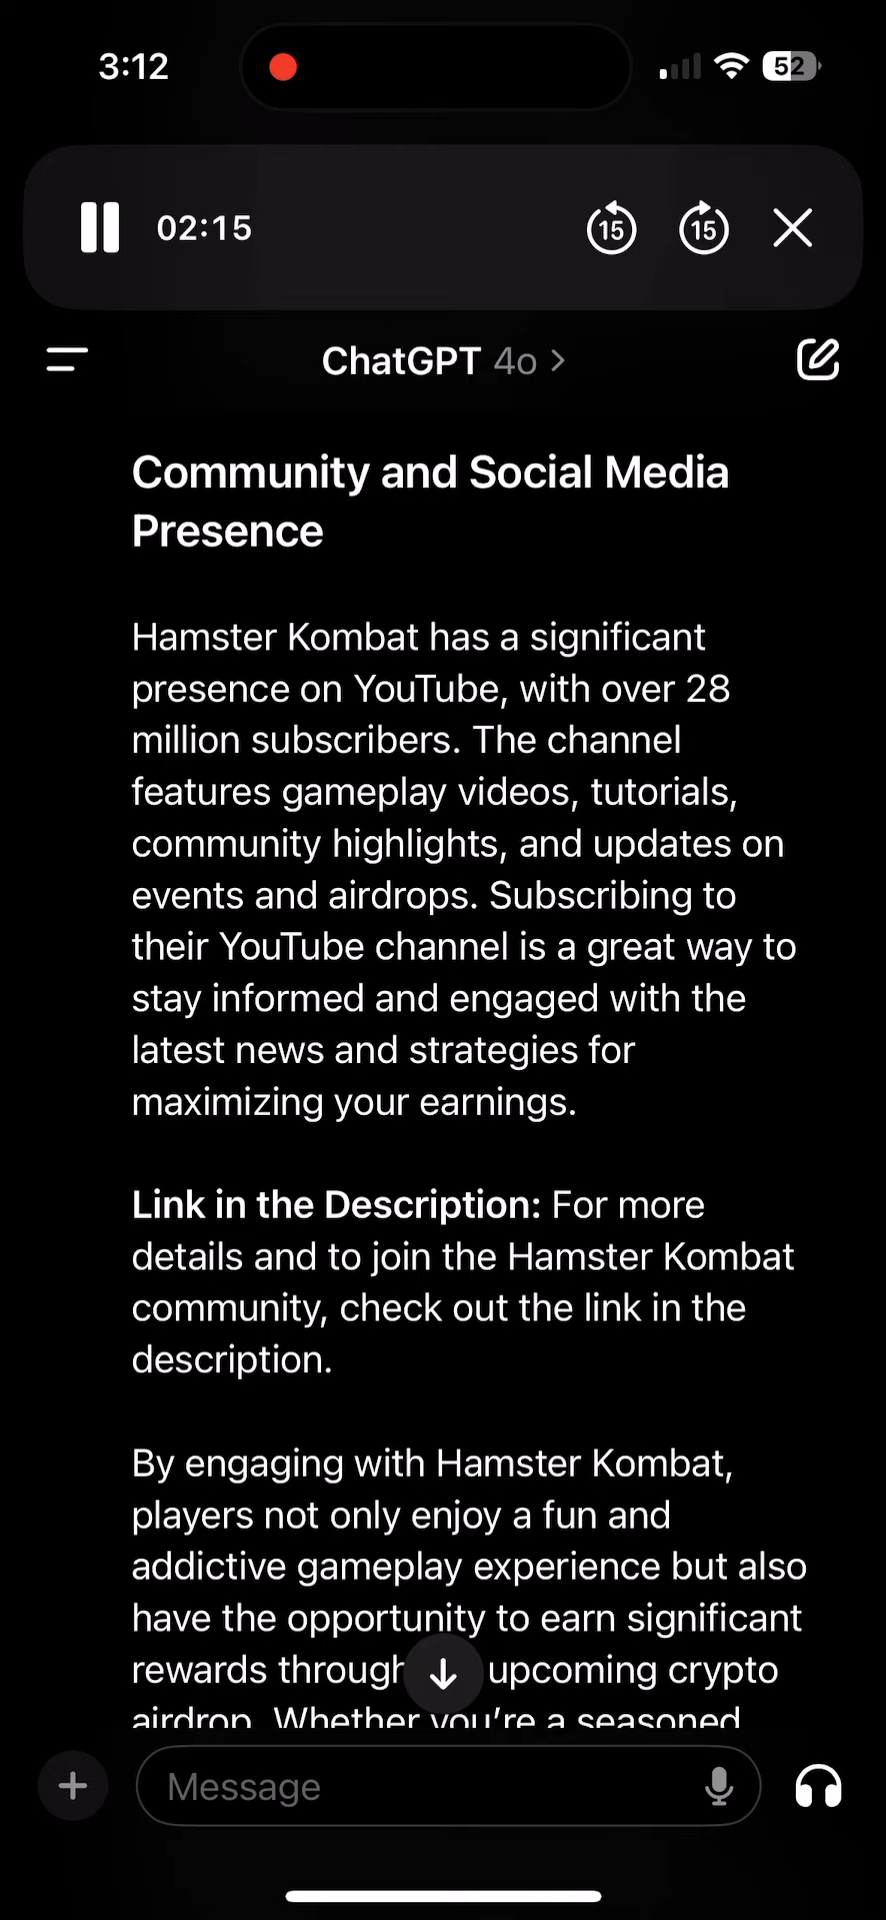 3:12
52
02:15
15
15
ChatGPT 4o >
Community and Social Media
Presence
Hamster Kombat has a significant
presence on YouTube, with over 28
million subscribers. The channel
features gameplay videos, tutorials,
community highlights, and updates on
events and airdrops. Subscribing to
their YouTube channel is a great way to
stay informed and engaged with the
latest news and strategies for
maximizing your earnings.
Link in the Description: For more
details and to join the Hamster Kombat
community, check out the link in the
description.
By engaging with Hamster Kombat,
players not only enjoy a fun and
addictive gameplay experience but also
have the opportunity to earn significant
rewards through upcoming crypto
airdrop. Whether you're a seasoned
Message